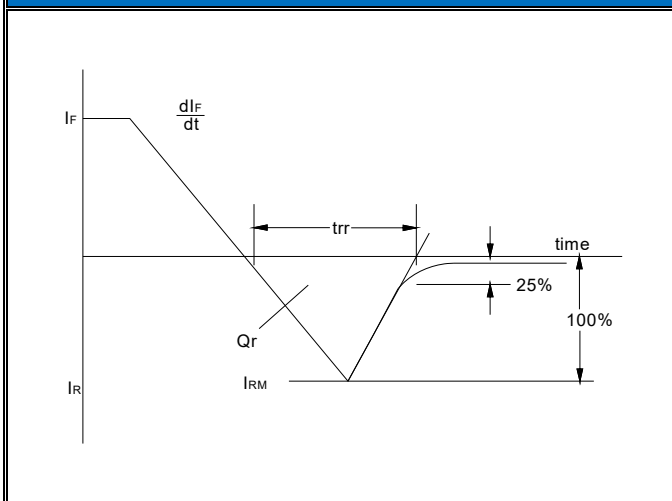 IF
dIF
dt
trr
time
25%
100%
Qr
IRM
IR